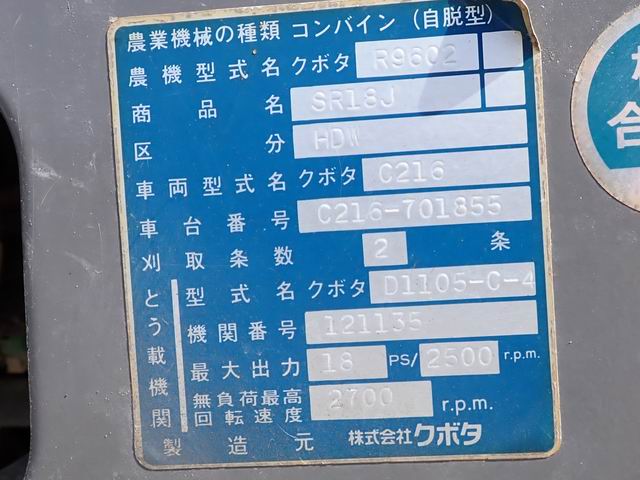 農業機械の種類 コンバイン（自脱型）
農機型式名 クボタ R9602
商品名 SR18J
区分 HDW
車両型式名 クボタ C216
車台番号 C216-701855
刈取条数 2 条
とう載機関
型式名 クボタ D1105-C-4
機関番号 121135
最大出力 18 PS/2500 r.p.m.
無負荷最高回転速度 2700 r.p.m.
製造元 株式会社クボタ
合